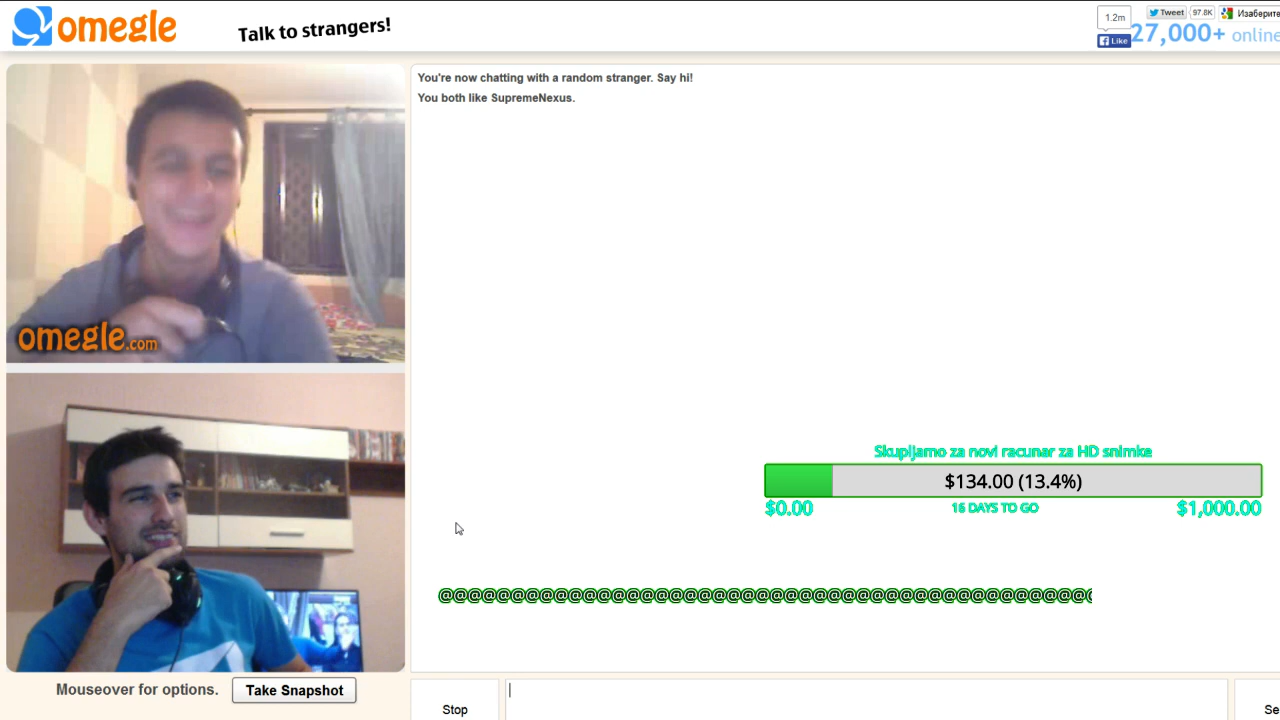 omegle
Talk to strangers!
1.2m
Like
Tweet
97.8K
Изаберите
27,000+ online
You're now chatting with a random stranger. Say hi!
You both like SupremeNexus.
omegle.com
Skupljamo za novi racunar za HD snimke
$134.00 (13.4%)
$0.00
16 DAYS TO GO
$1,000.00
@@@@@@@@@@@@@@@@@@@@@@@@@@@@@@@@@@@@@@@@@@@@@
Mouseover for options.
Take Snapshot
Stop
Se